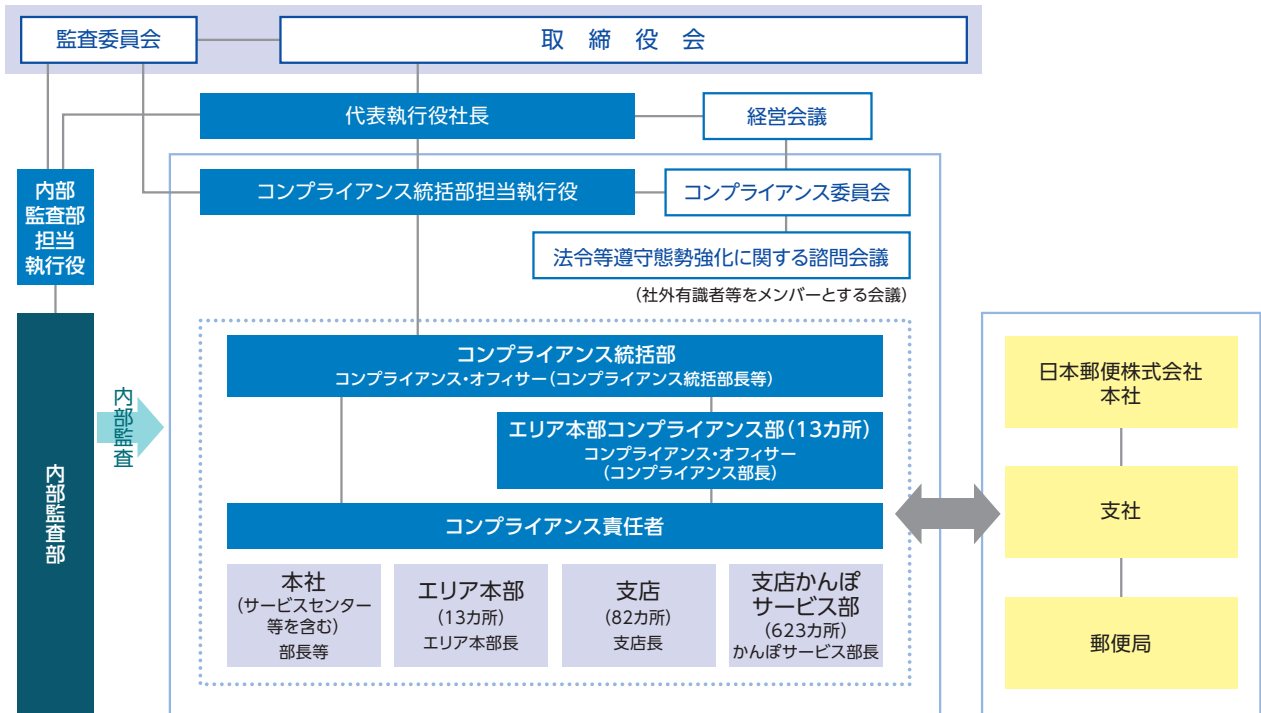 監査委員会
取締役会
代表執行役社長
経営会議
内部
監査部
担当
執行役
コンプライアンス統括部担当執行役
コンプライアンス委員会
法令等遵守態勢強化に関する諮問会議
(社外有識者等をメンバーとする会議)
内部監査部
内部監査
コンプライアンス統括部
コンプライアンス・オフィサー(コンプライアンス統括部長等)
エリア本部コンプライアンス部(13カ所)
コンプライアンス・オフィサー
(コンプライアンス部長)
コンプライアンス責任者
本社
(サービスセンター
等を含む)
部長等
エリア本部
(13カ所)
エリア本部長
支店
(82カ所)
支店長
支店かんぽ
サービス部
(623カ所)
かんぽサービス部長
日本郵便株式会社
本社
支社
郵便局